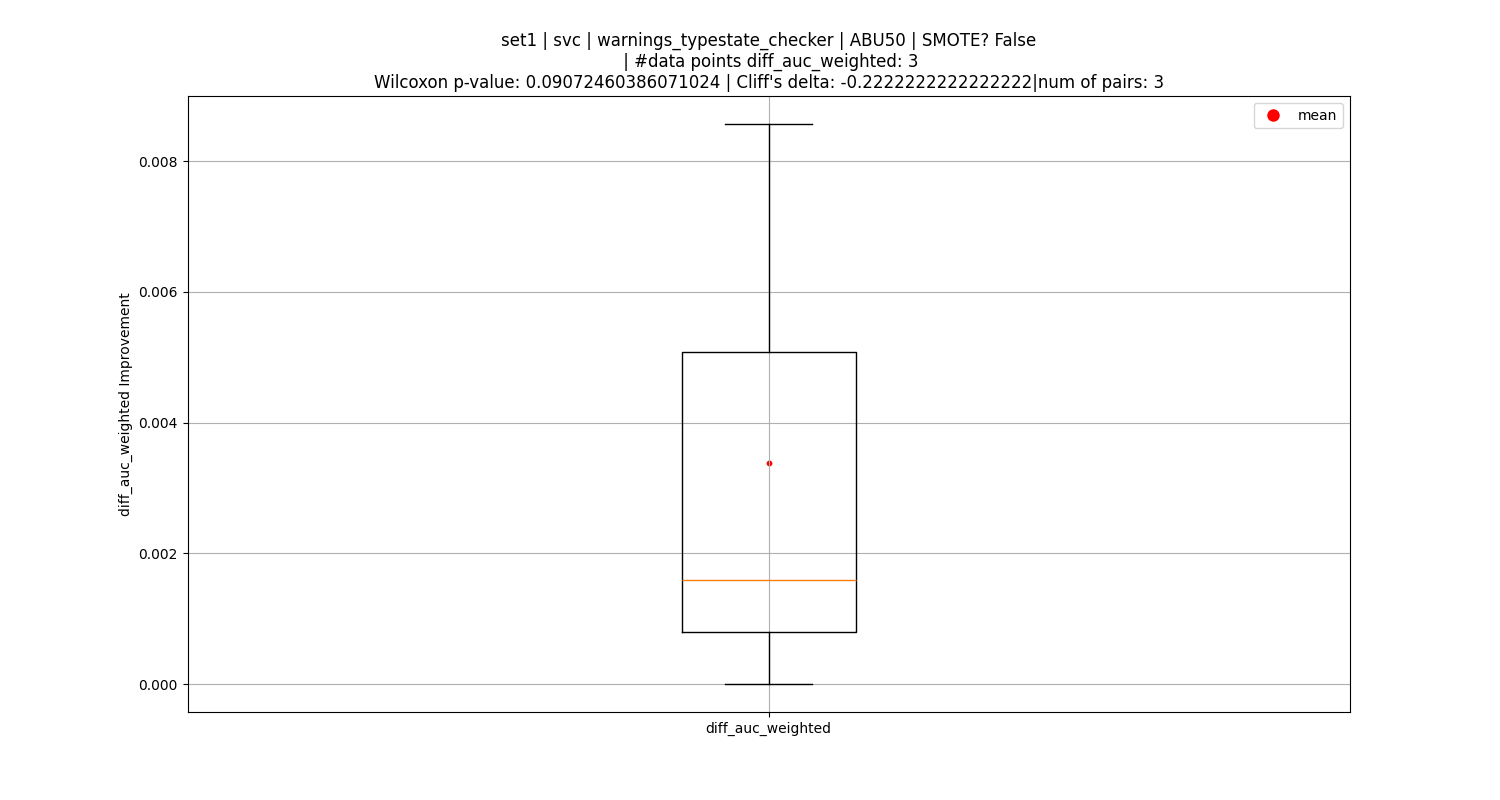 set1 | svc | warnings_typestate_checker | ABU50 | SMOTE? False
| #data points diff_auc_weighted: 3
Wilcoxon p-value: 0.09072460386071024 | Cliff's delta: -0.2222222222222222|num of pairs: 3
mean
0.008
0.006
0.004
0.002
0.000
diff_auc_weighted Improvement
diff_auc_weighted